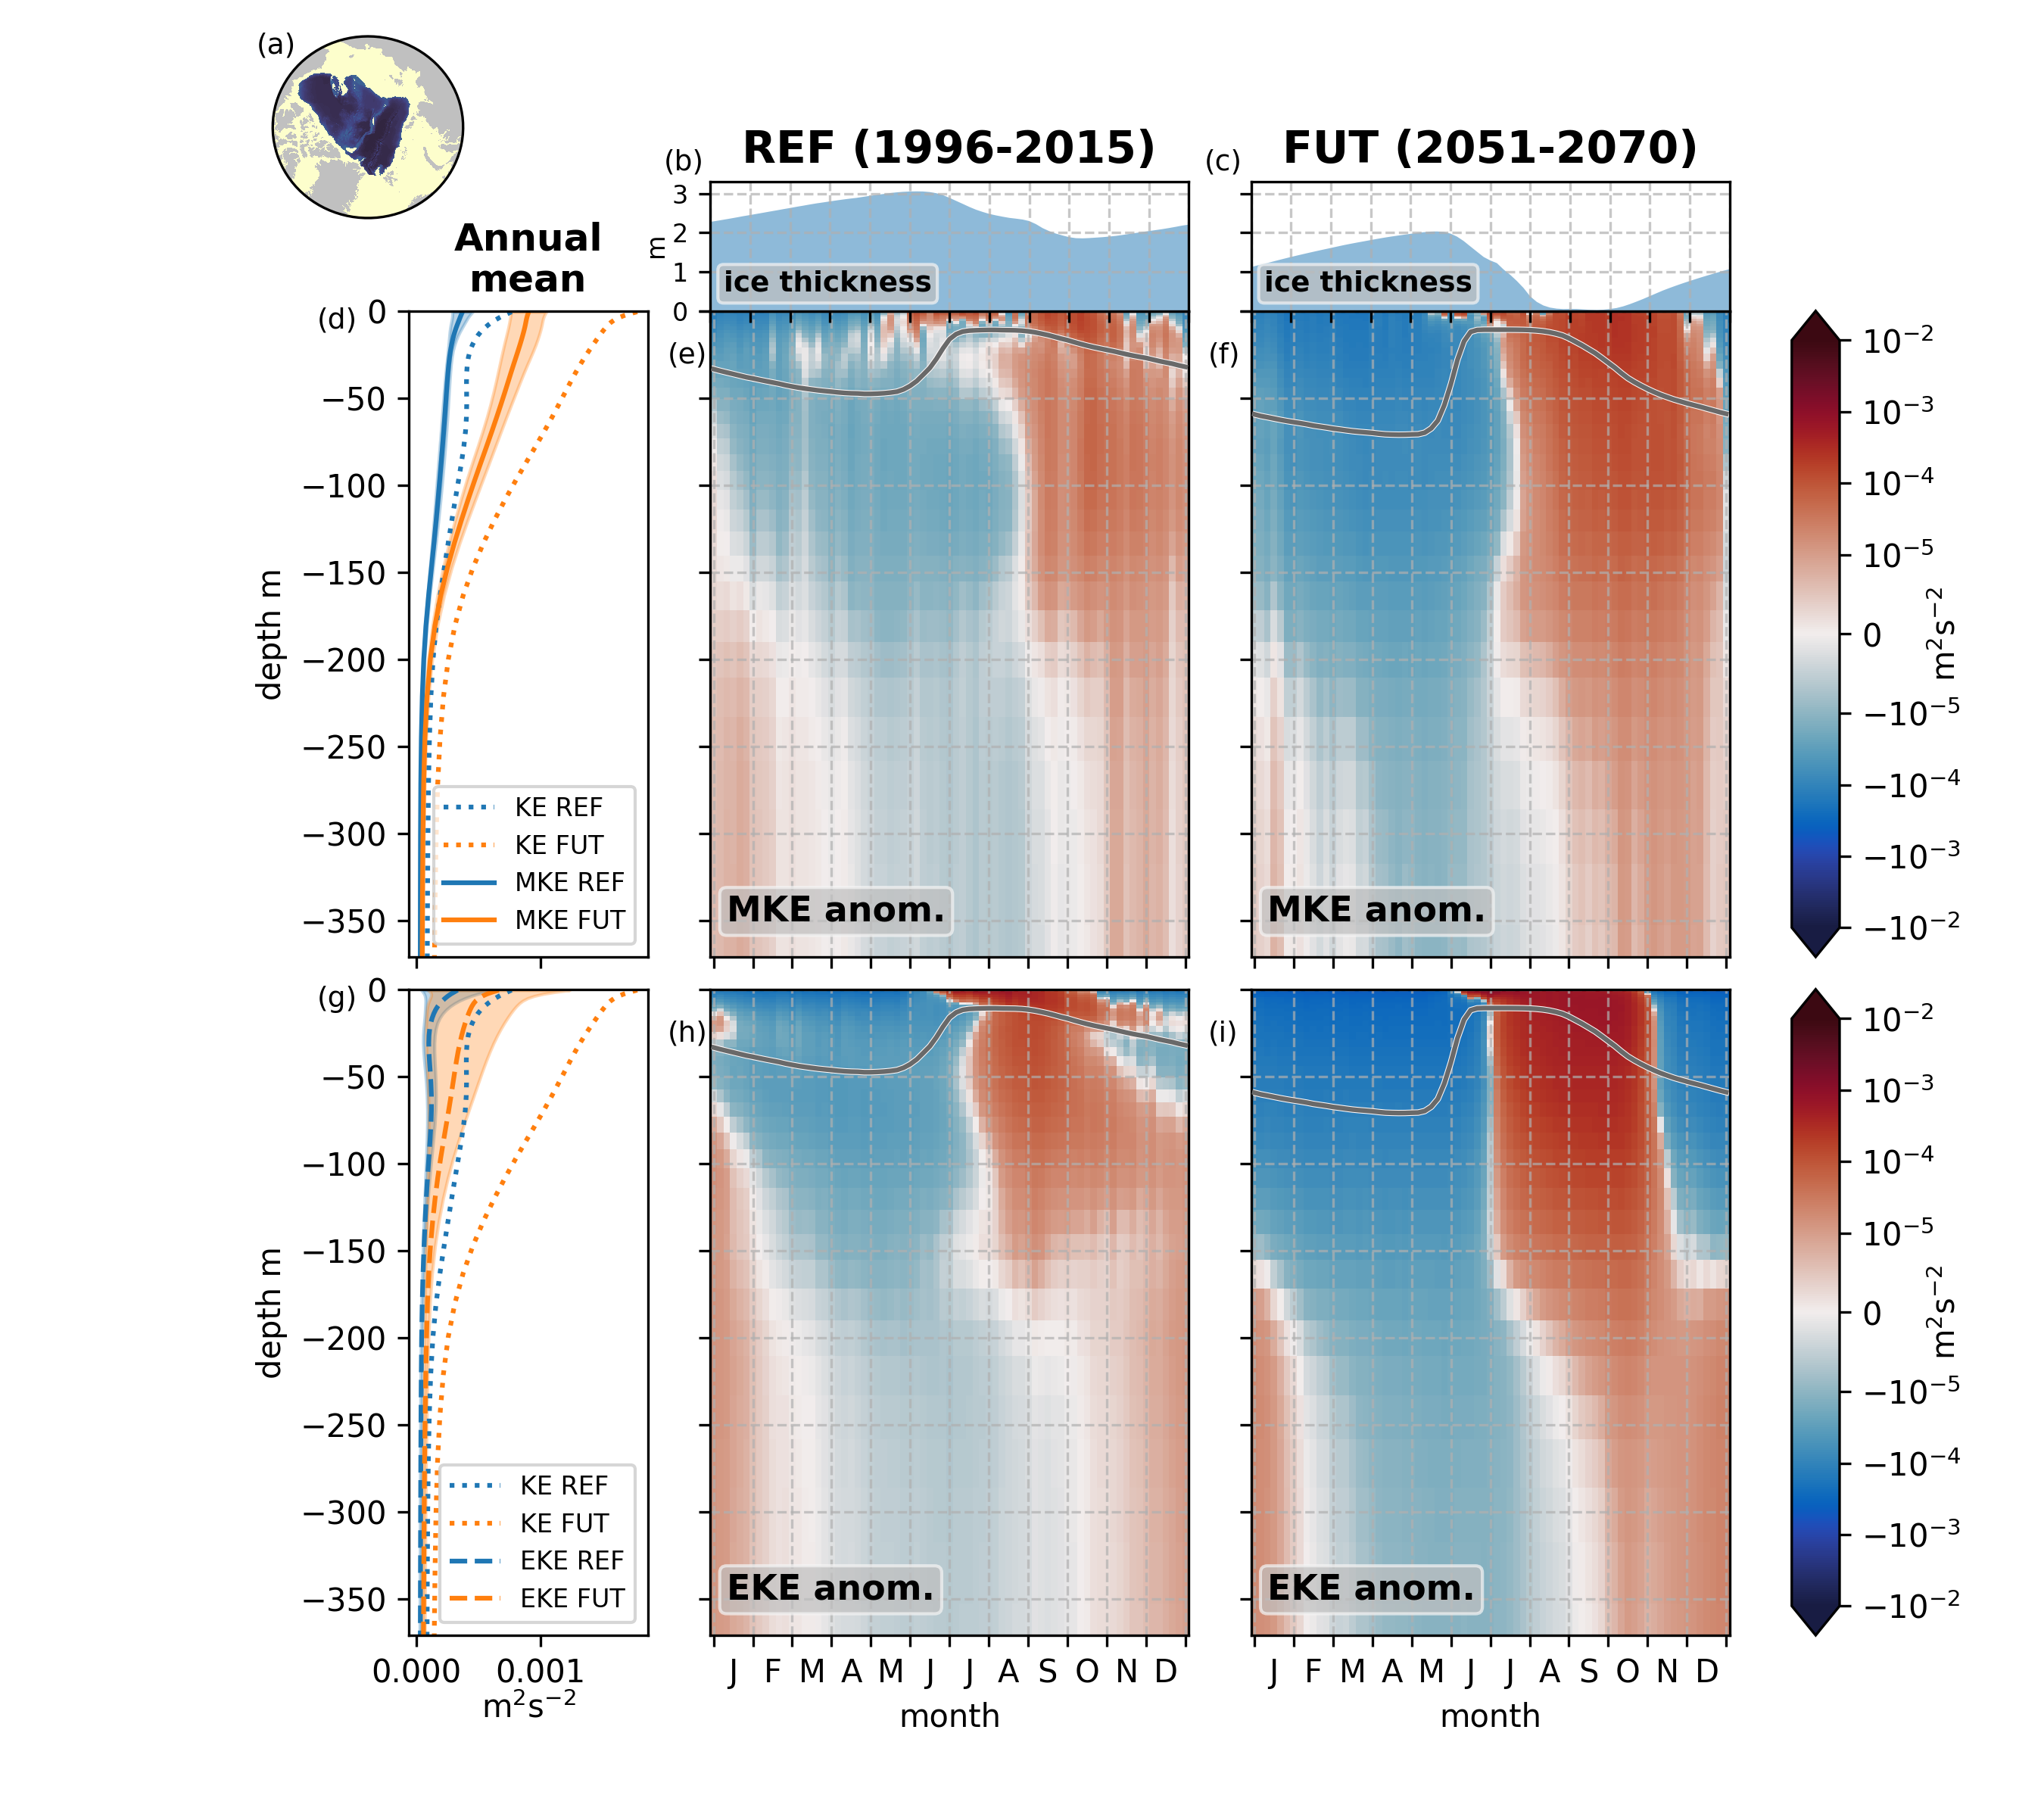 (a)
(b) REF (1996-2015)
(c) FUT (2051-2070)
Annual
mean
3
2
1
0
m
ice thickness
ice thickness
(d)
0
−50
−100
−150
−200
−250
−300
−350
depth m
KE REF
KE FUT
MKE REF
MKE FUT
(e)
MKE anom.
(f)
MKE anom.
10⁻²
10⁻³
10⁻⁴
10⁻⁵
0
−10⁻⁵
−10⁻⁴
−10⁻³
−10⁻²
m²s⁻²
(g)
0
−50
−100
−150
−200
−250
−300
−350
depth m
KE REF
KE FUT
EKE REF
EKE FUT
0.000 0.001
m²s⁻²
(h)
EKE anom.
J F M A M J J A S O N D
month
(i)
EKE anom.
J F M A M J J A S O N D
month
10⁻²
10⁻³
10⁻⁴
10⁻⁵
0
−10⁻⁵
−10⁻⁴
−10⁻³
−10⁻²
m²s⁻²